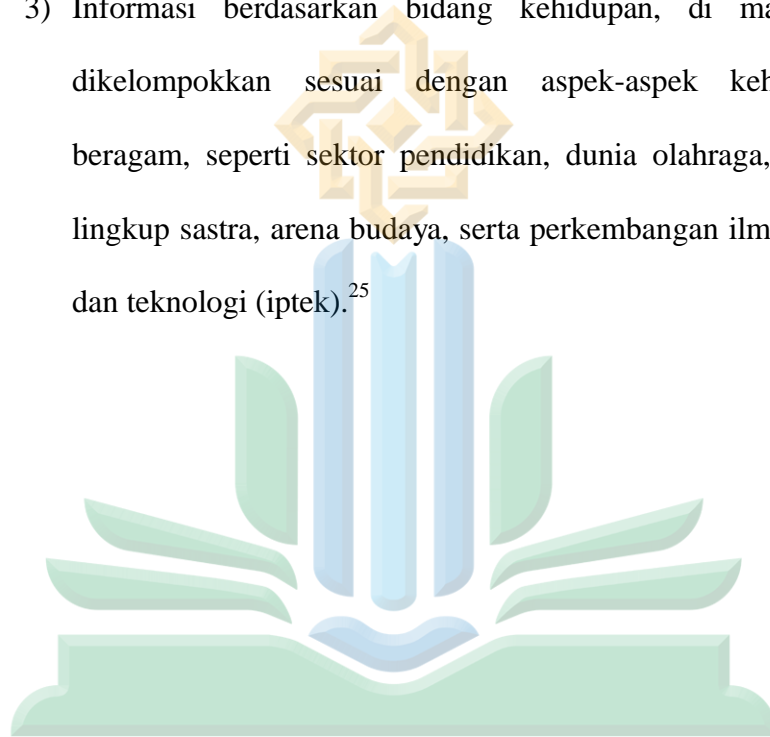 3) Informasi berdasarkan bidang kehidupan, di
dikelompokkan sesuai dengan aspek-aspek
beragam, seperti sektor pendidikan, dunia olahraga,
lingkup sastra, arena budaya, serta perkembangan
dan teknologi (iptek).25